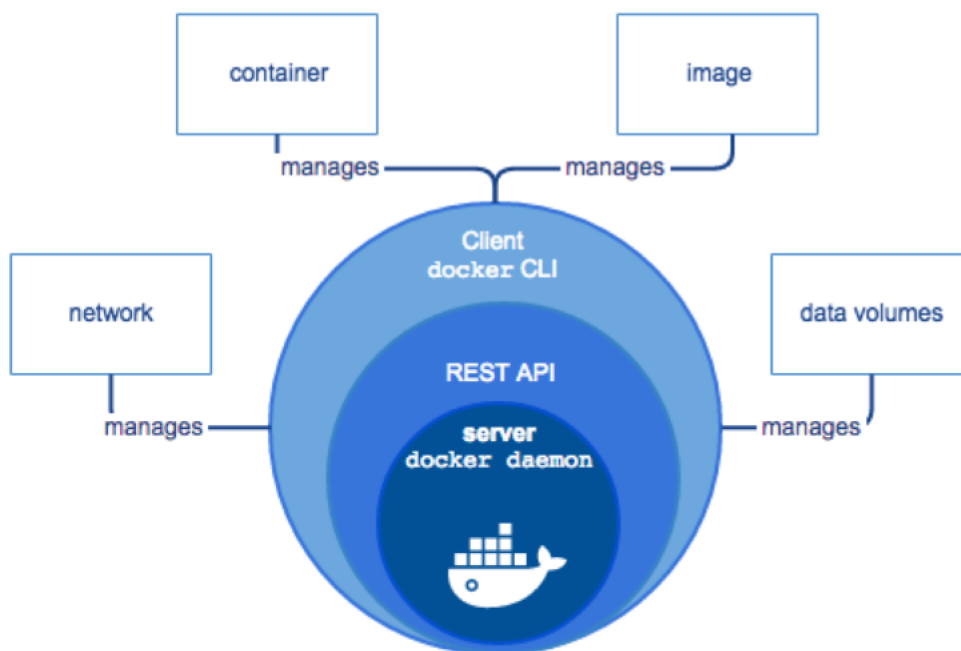 container
image
manages
manages
Client
docker CLI
network
data volumes
REST API
manages
manages
server
docker daemon